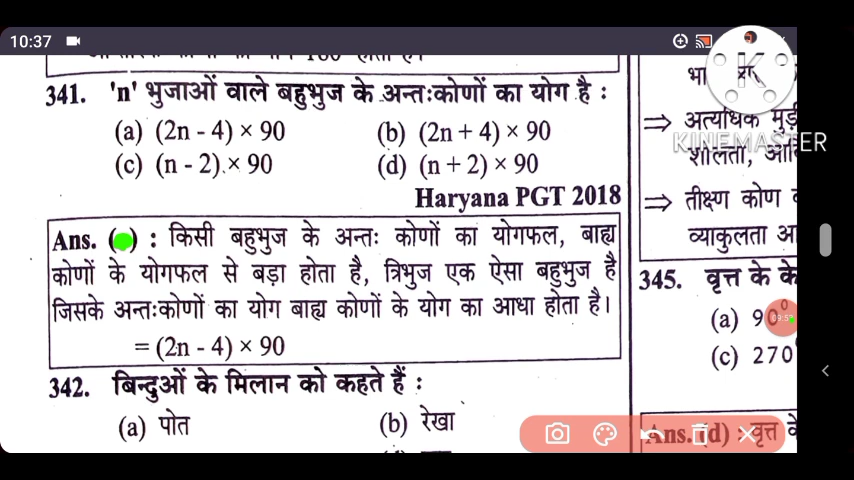 10:37
341. 'n' भुजाओं वाले बहुभुज के अन्तःकोणों का योग है :
(a) (2n - 4) × 90 (b) (2n + 4) × 90
(c) (n - 2) × 90 (d) (n + 2) × 90
Haryana PGT 2018
Ans. ( ) : किसी बहुभुज के अन्तः कोणों का योगफल, बाह्य
कोणों के योगफल से बड़ा होता है, त्रिभुज एक ऐसा बहुभुज है
जिसके अन्तःकोणों का योग बाह्य कोणों के योग का आधा होता है।
= (2n - 4) × 90
342. बिन्दुओं के मिलान को कहते हैं :
(a) पोत (b) रेखा
K
KINEMASTER
⇒ अत्यधिक
शीलता,
⇒ तीक्ष्ण कोण
व्याकुलता
345. वृत्त के
(a) 90°
(c) 270
Ans. (d) : वृत्त